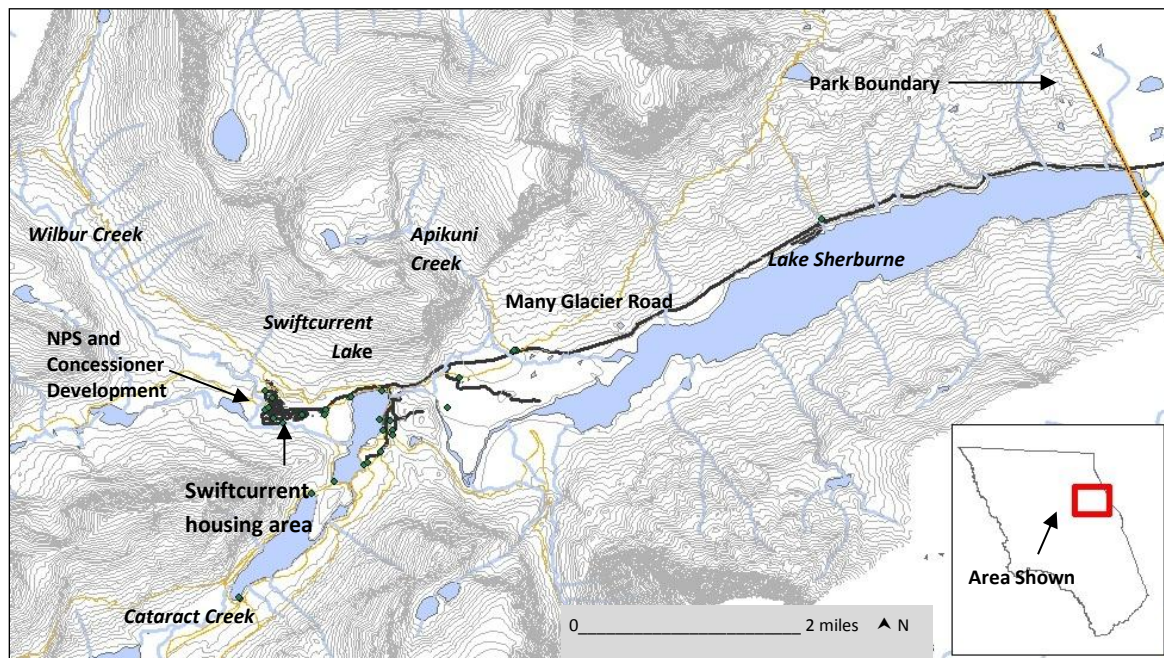 Park Boundary
Wilbur Creek
Apikuni
Creek
Lake Sherburne
Many Glacier Road
Swiftcurrent
Lake
NPS and
Concessioner
Development
Swiftcurrent
housing area
Area Shown
Cataract Creek
0_______________________ 2 miles N